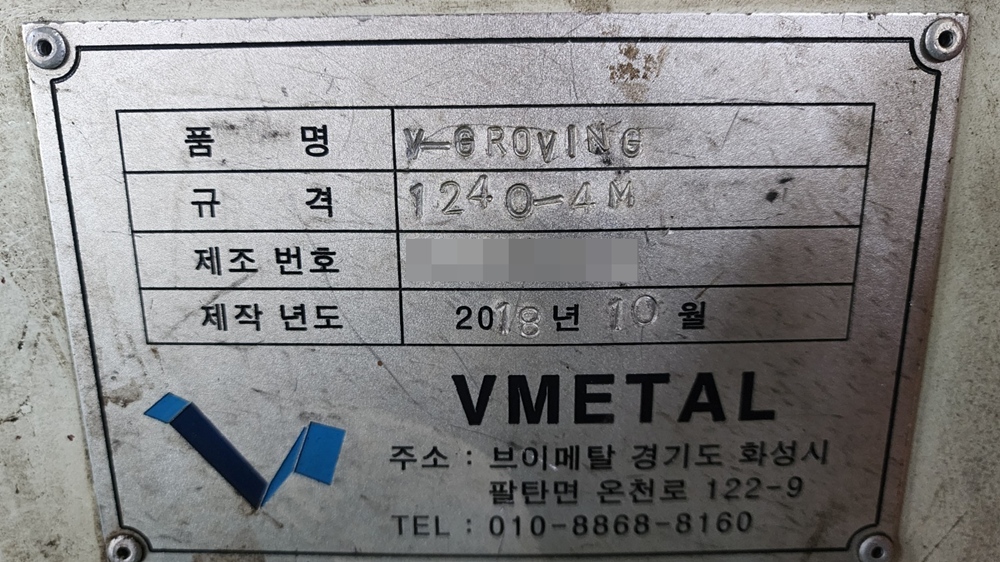 품 명 V-GROVING
규 격 1240-4M
제조 번호
제작 년도 2018년 10월
VMETAL
주소 : 브이메탈 경기도 화성시
팔탄면 온천로 122-9
TEL : 010-8868-8160